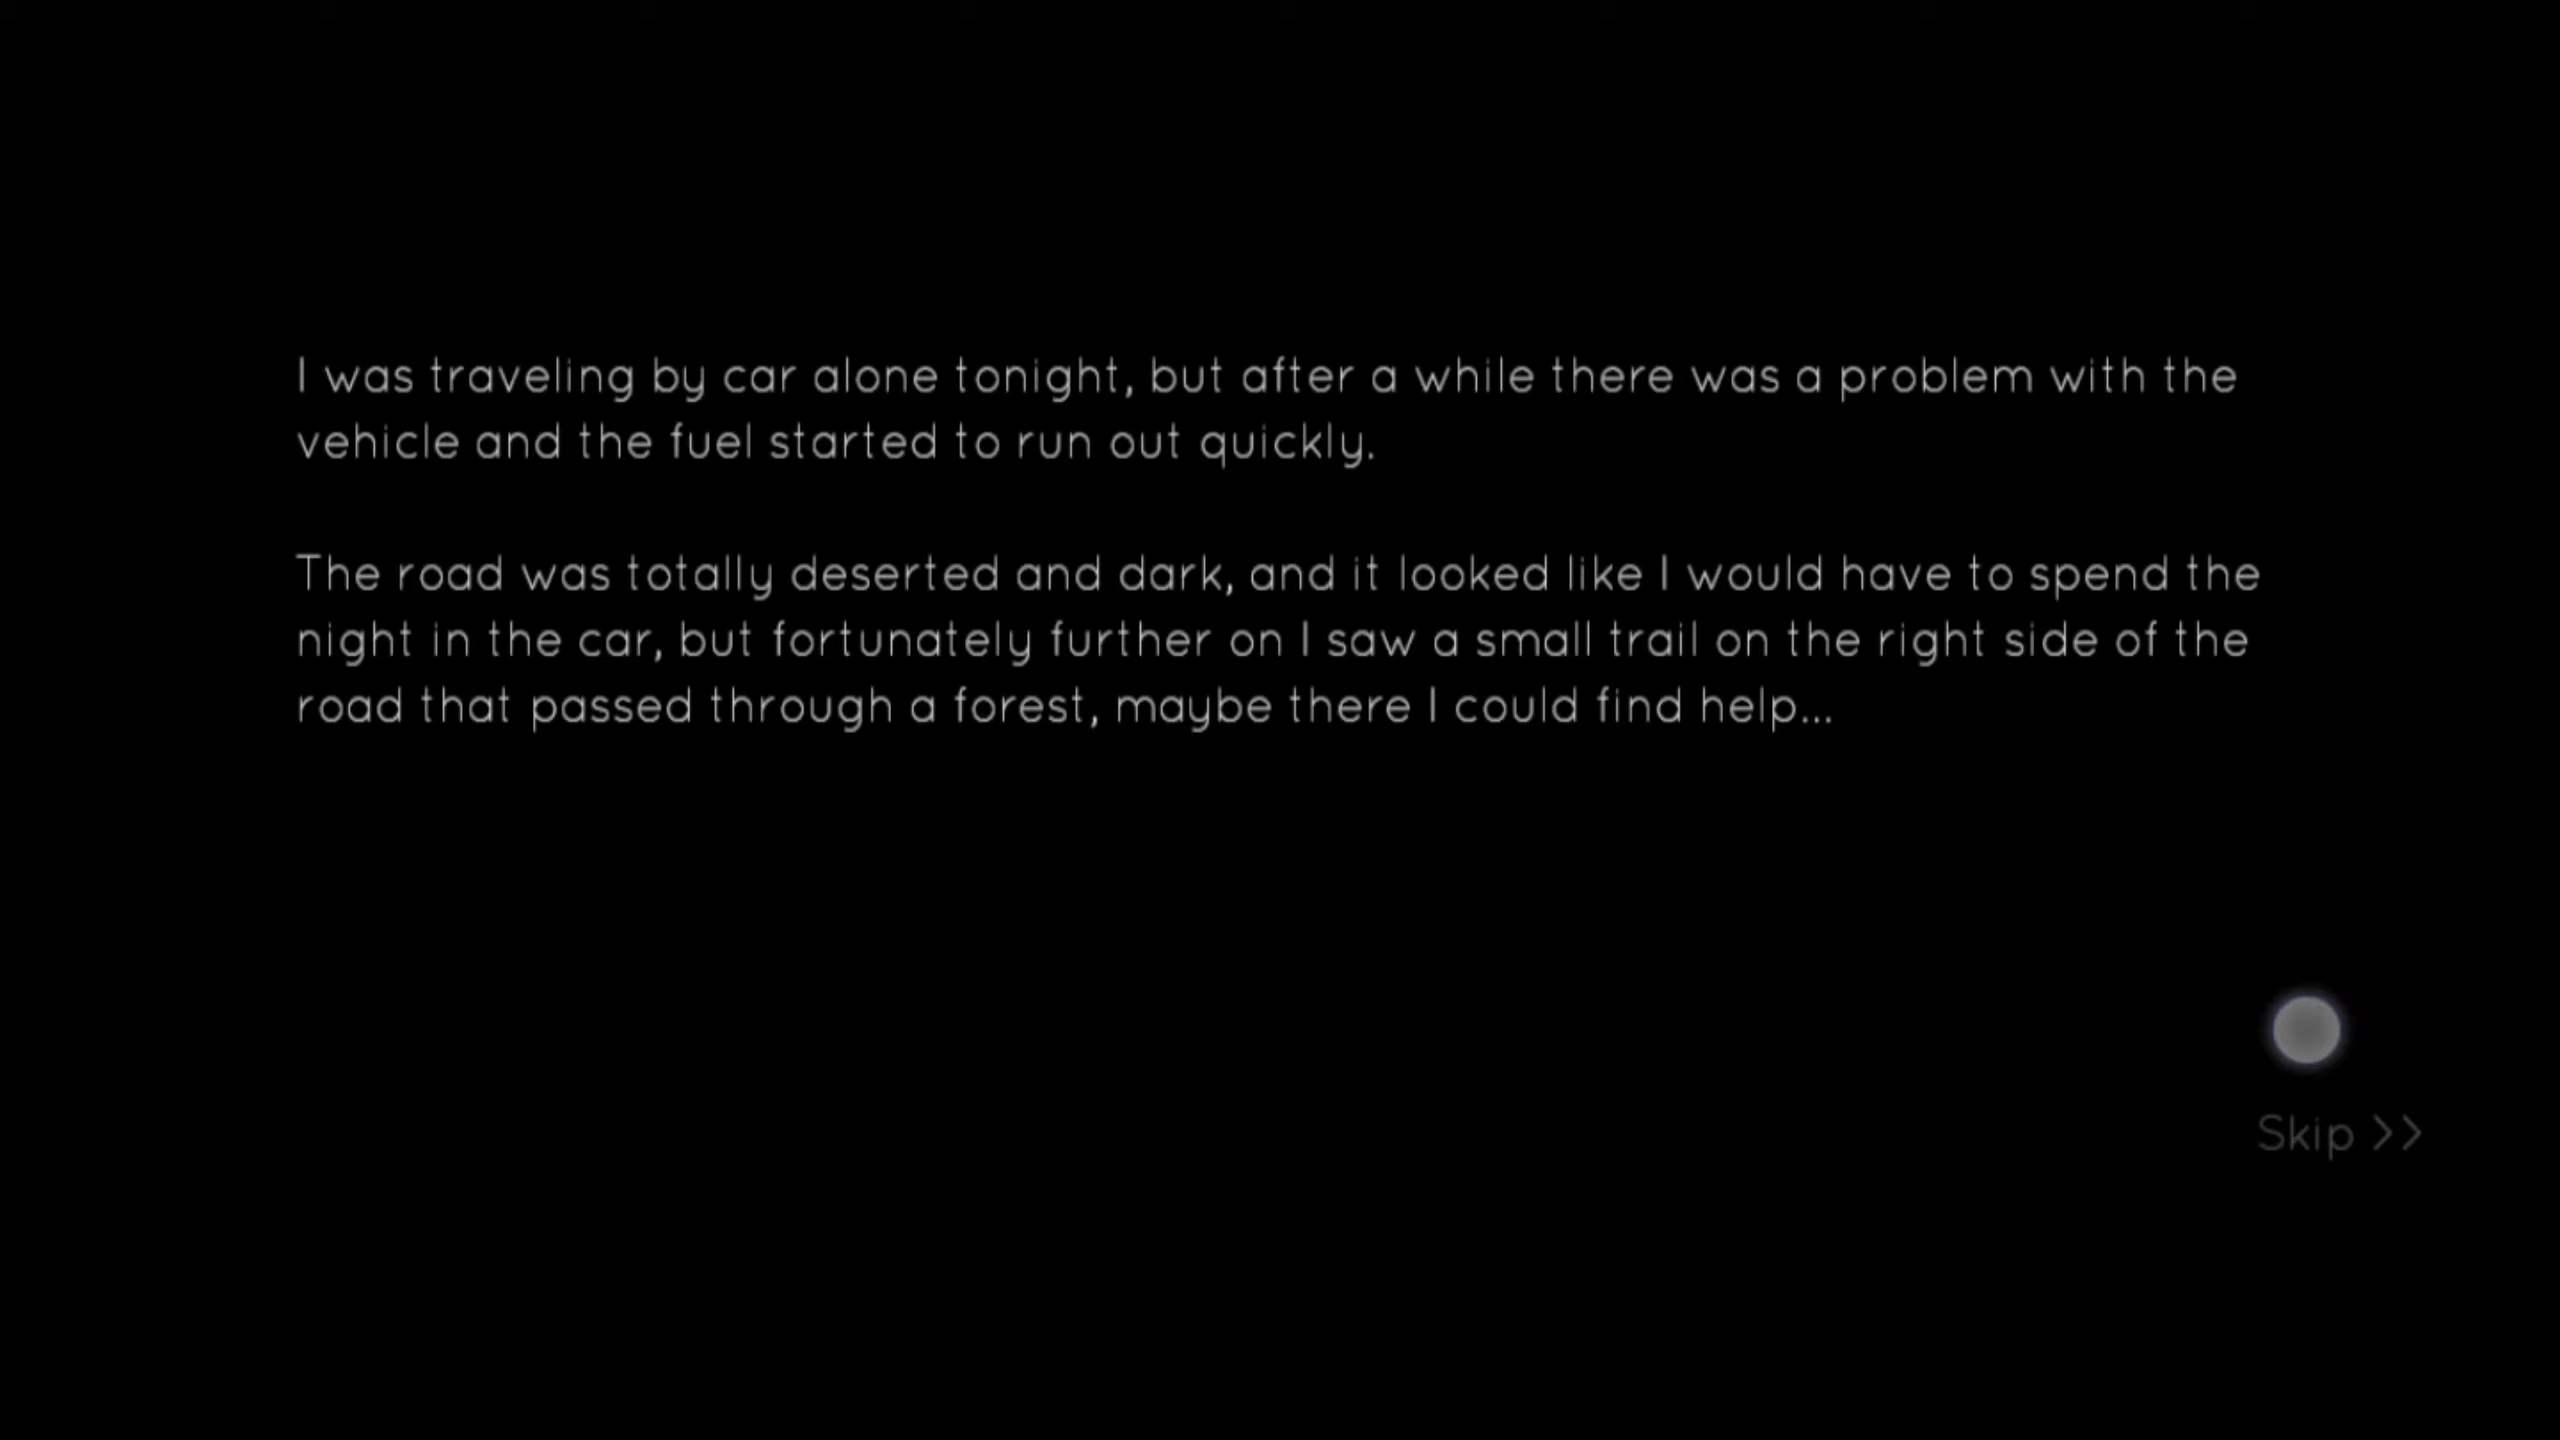 I was traveling by car alone tonight, but after a while there was a problem with the
vehicle and the fuel started to run out quickly.
The road was totally deserted and dark, and it looked like I would have to spend the
night in the car, but fortunately further on I saw a small trail on the right side of the
road that passed through a forest, maybe there I could find help...
Skip >>